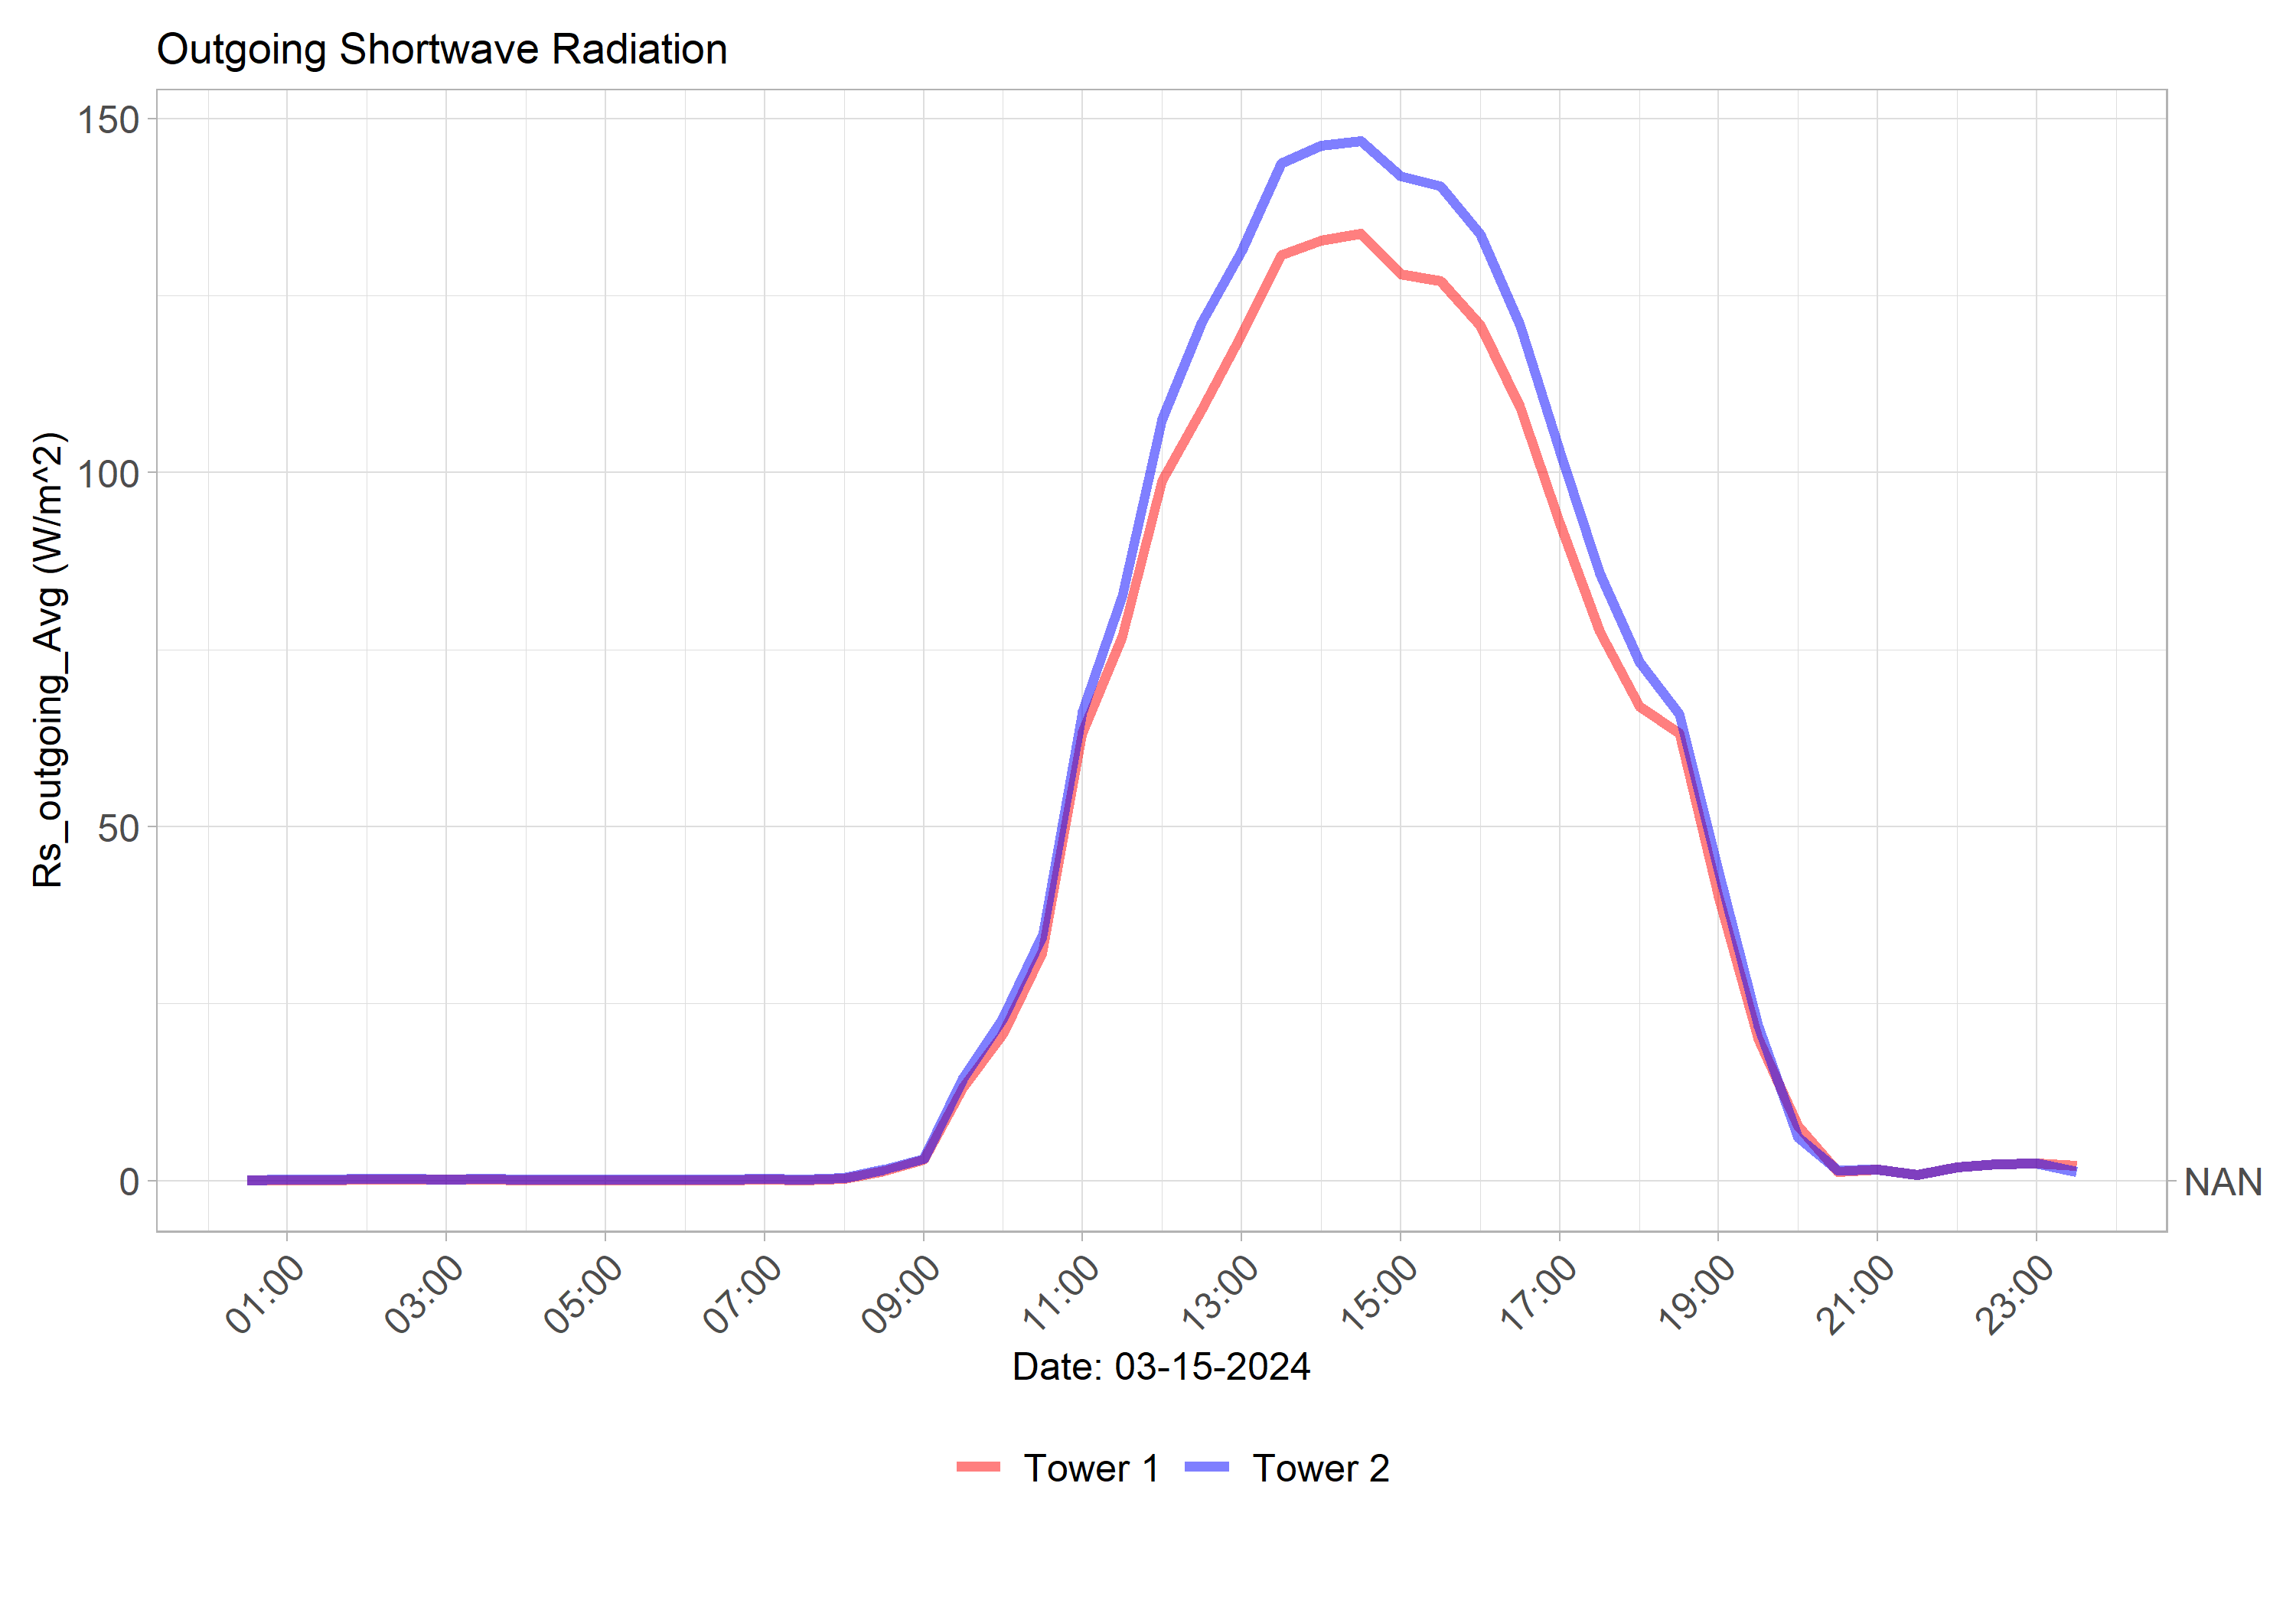 Outgoing Shortwave Radiation
150
100
50
0
Rs_outgoing_Avg (W/m^2)
NAN
01:00
03:00
05:00
07:00
09:00
11:00
13:00
15:00
17:00
19:00
21:00
23:00
Date: 03-15-2024
Tower 1
Tower 2